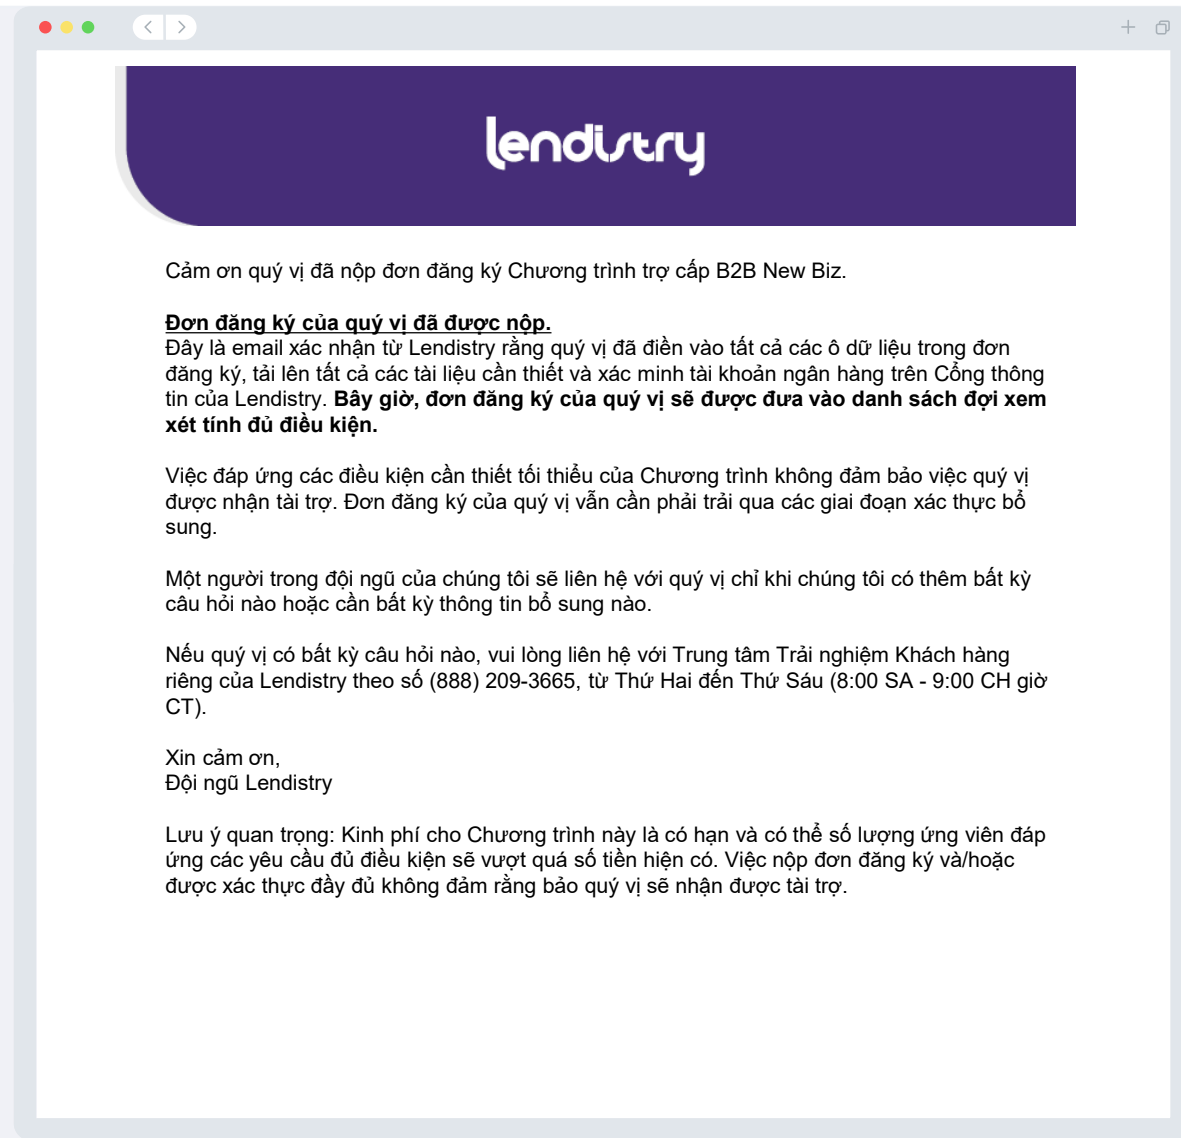 lendistry
Cảm ơn quý vị đã nộp đơn đăng ký Chương trình trợ cấp B2B New Biz.
Đơn đăng ký của quý vị đã được nộp.
Đây là email xác nhận từ Lendistry rằng quý vị đã điền vào tất cả các ô dữ liệu trong đơn
đăng ký, tải lên tất cả các tài liệu cần thiết và xác minh tài khoản ngân hàng trên Cổng thông
tin của Lendistry. Bây giờ, đơn đăng ký của quý vị sẽ được đưa vào danh sách đợi xem
xét tính đủ điều kiện.
Việc đáp ứng các điều kiện cần thiết tối thiểu của Chương trình không đảm bảo việc quý vị
được nhận tài trợ. Đơn đăng ký của quý vị vẫn cần phải trải qua các giai đoạn xác thực bổ
sung.
Một người trong đội ngũ của chúng tôi sẽ liên hệ với quý vị chỉ khi chúng tôi có thêm bất kỳ
câu hỏi nào hoặc cần bất kỳ thông tin bổ sung nào.
Nếu quý vị có bất kỳ câu hỏi nào, vui lòng liên hệ với Trung tâm Trải nghiệm Khách hàng
riêng của Lendistry theo số (888) 209-3665, từ Thứ Hai đến Thứ Sáu (8:00 SA - 9:00 CH giờ
CT).
Xin cảm ơn,
Đội ngũ Lendistry
Lưu ý quan trọng: Kinh phí cho Chương trình này là có hạn và có thể số lượng ứng viên đáp
ứng các yêu cầu đủ điều kiện sẽ vượt quá số tiền hiện có. Việc nộp đơn đăng ký và/hoặc
được xác thực đầy đủ không đảm rằng bảo quý vị sẽ nhận được tài trợ.